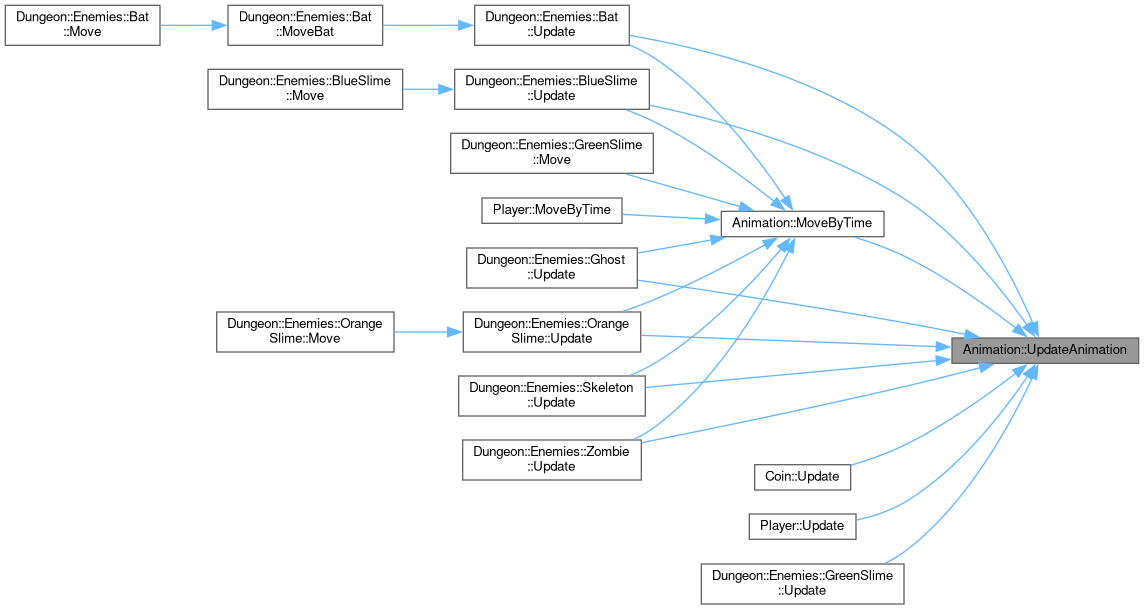 Dungeon::Enemies::Bat
::Move
Dungeon::Enemies::Bat
::MoveBat
Dungeon::Enemies::Bat
::Update
Dungeon::Enemies::BlueSlime
::Move
Dungeon::Enemies::BlueSlime
::Update
Dungeon::Enemies::GreenSlime
::Move
Player::MoveByTime
Animation::MoveByTime
Dungeon::Enemies::Ghost
::Update
Dungeon::Enemies::Orange
Slime::Move
Dungeon::Enemies::Orange
Slime::Update
Animation::UpdateAnimation
Dungeon::Enemies::Skeleton
::Update
Dungeon::Enemies::Zombie
::Update
Coin::Update
Player::Update
Dungeon::Enemies::GreenSlime
::Update